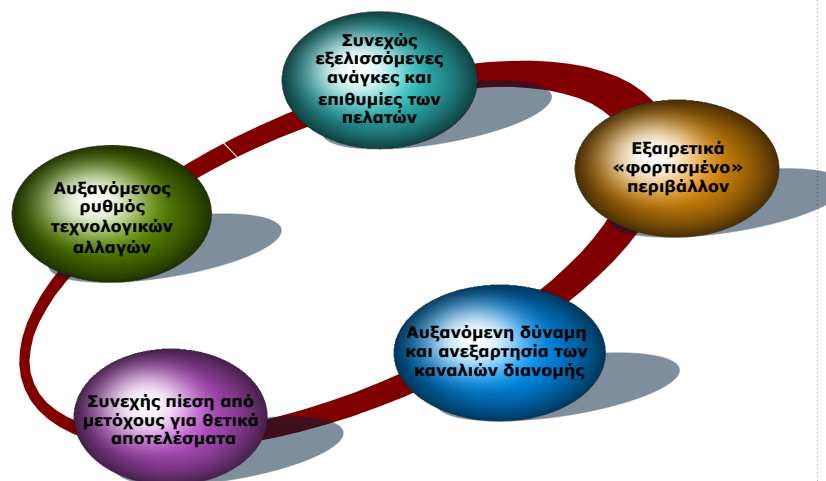 Συνεχώς
εξελισσόμενες
ανάγκες και
επιθυμίες των
πελατών
Εξαιρετικά
«φορτισμένο»
περιβάλλον
Αυξανόμενος
ρυθμός
τεχνολογικών
αλλαγών
Αυξανόμενη δύναμη
και ανεξαρτησία των
καναλιών διανομής
Συνεχής πίεση από
μετόχους για θετικά
αποτελέσματα